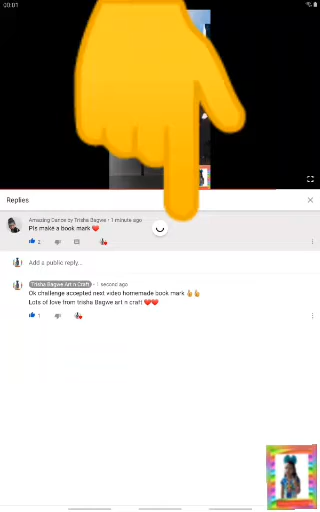 00:01
Replies
Amazing Dance by Trisha Bagwe • 1 minute ago
Pls make a book mark ❤️
2
Add a public reply...
Trisha Bagwe Art n Craft • 1 second ago
Ok challenge accepted next video homemade book mark 👆👆
Lots of love from trisha Bagwe art n craft ❤️❤️
1